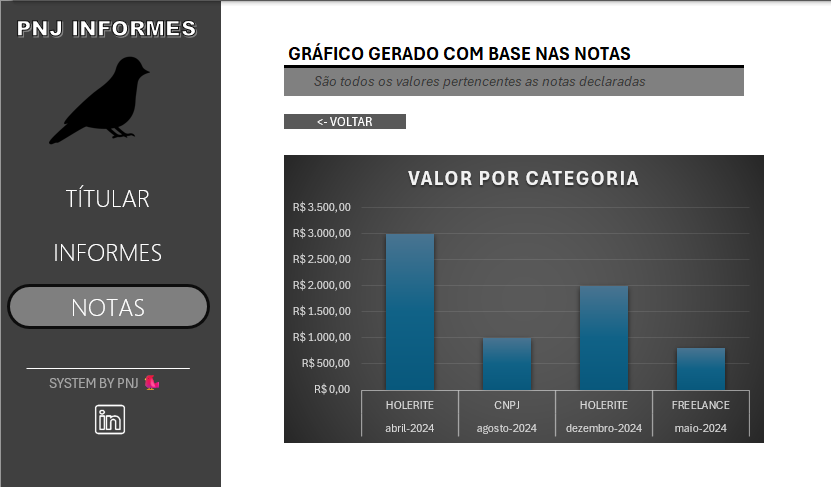 PNJ INFORMES
TÍTULAR
INFORMES
NOTAS
SYSTEM BY PNJ
in
GRÁFICO GERADO COM BASE NAS NOTAS
São todos os valores pertencentes as notas declaradas
<- VOLTAR
VALOR POR CATEGORIA
R$ 3.500,00
R$ 3.000,00
R$ 2.500,00
R$ 2.000,00
R$ 1.500,00
R$ 1.000,00
R$ 500,00
R$ 0,00
HOLERITE CNPJ HOLERITE FREELANCE
abril-2024 agosto-2024 dezembro-2024 maio-2024